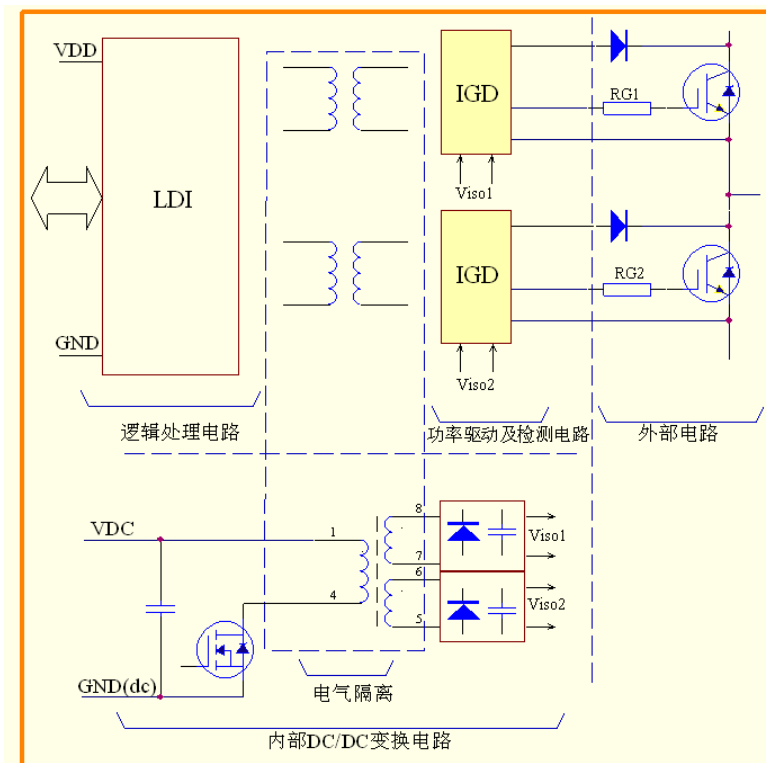 VDD
LDI
GND
IGD
RG1
Viso1
IGD
RG2
Viso2
逻辑处理电路
功率驱动及检测电路
外部电路
VDC
1
4
8
7
6
5
Viso1
Viso2
GND(dc)
电气隔离
内部DC/DC变换电路